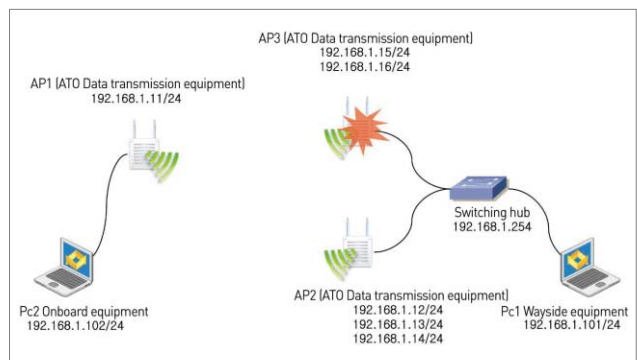 AP3 (ATO Data transmission equipment)
192.168.1.15/24
192.168.1.16/24
AP1 (ATO Data transmission equipment)
192.168.1.11/24
Switching hub
192.168.1.254
Pc2 Onboard equipment
192.168.1.102/24
AP2 (ATO Data transmission equipment)
192.168.1.12/24
192.168.1.13/24
192.168.1.14/24
Pc1 Wayside equipment
192.168.1.101/24